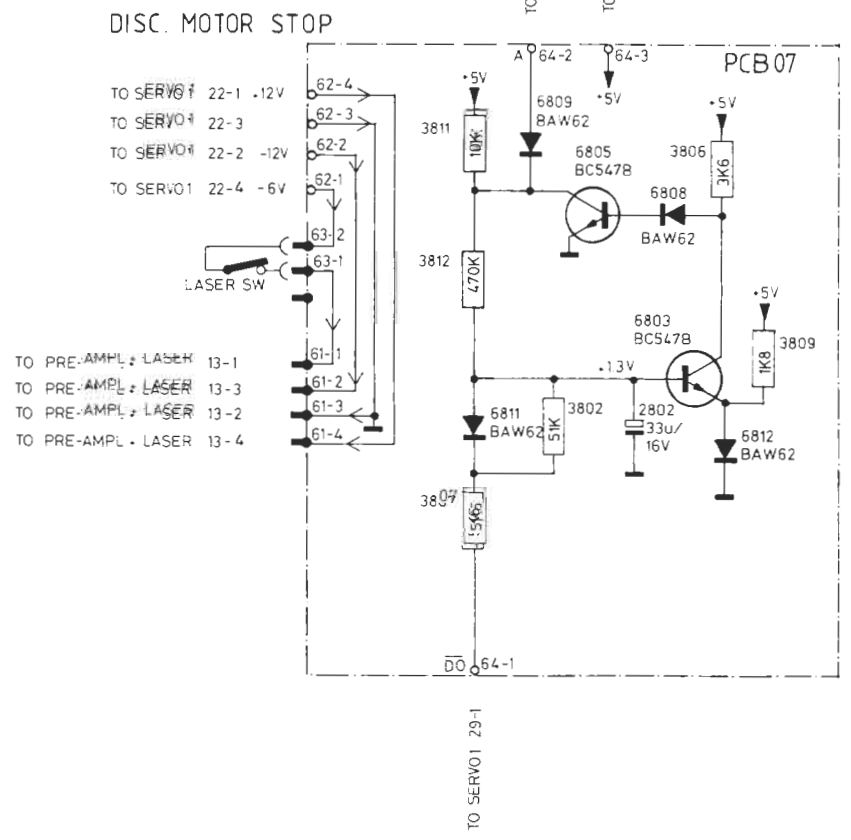 DISC. MOTOR STOP
TO
TO
A 64-2
64-3
PCB 07
+5V
TO SERVO1 22-1 +12V
62-4
TO SERVO1 22-3
62-3
TO SERVO1 22-2 -12V
62-2
TO SERVO1 22-4 -6V
62-1
63-2
63-1
LASER SW
TO PRE-AMPL + LASER 13-1
61-1
TO PRE-AMPL + LASER 13-3
61-2
TO PRE-AMPL + LASER 13-2
61-3
TO PRE-AMPL + LASER 13-4
61-4
+5V
3811
10K
6809
BAW62
6805
BC547B
+5V
3806
3K6
6808
BAW62
3812
470K
+5V
6803
BC547B
3809
1K8
+1.3V
6811
BAW62
3802
51K
2802
33u/
16V
6812
BAW62
3807
DO 64-1
TO SERVO1 29-1